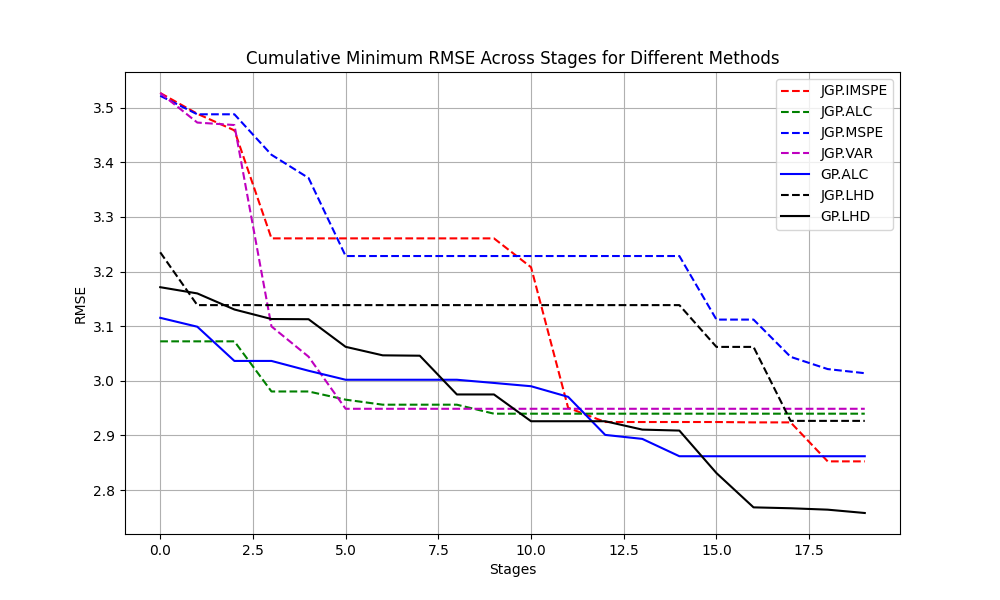 Cumulative Minimum RMSE Across Stages for Different Methods
JGP.IMSPE
JGP.ALC
JGP.MSPE
JGP.VAR
GP.ALC
JGP.LHD
GP.LHD
RMSE
3.5
3.4
3.3
3.2
3.1
3.0
2.9
2.8
0.0 2.5 5.0 7.5 10.0 12.5 15.0 17.5
Stages